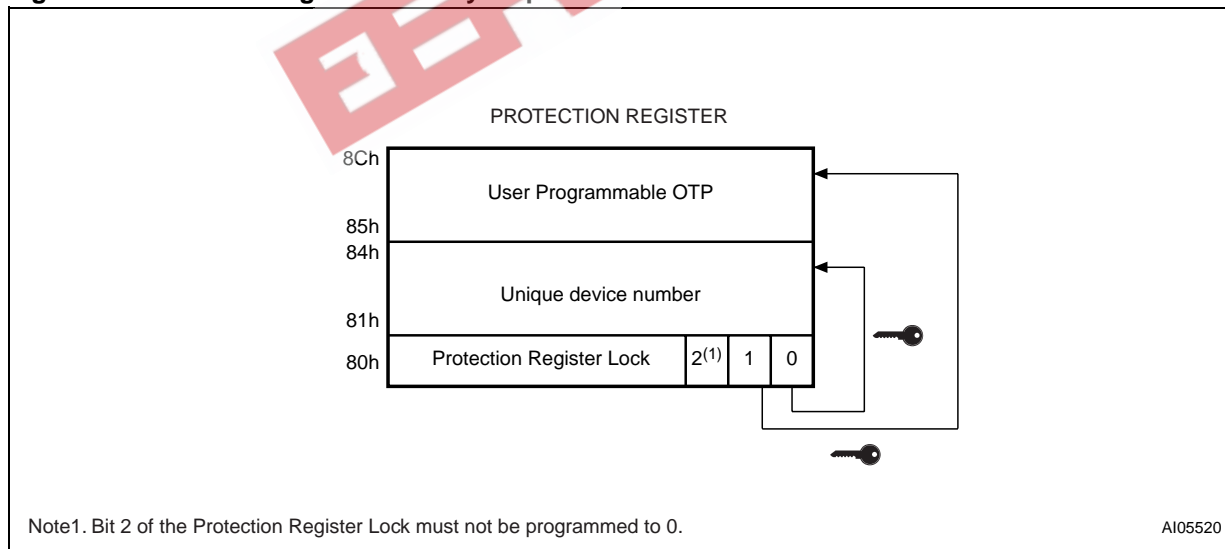 PROTECTION REGISTER
8Ch
User Programmable OTP
85h
84h
Unique device number
81h
80h Protection Register Lock 2(1) 1 0
Note1. Bit 2 of the Protection Register Lock must not be programmed to 0. AI05520